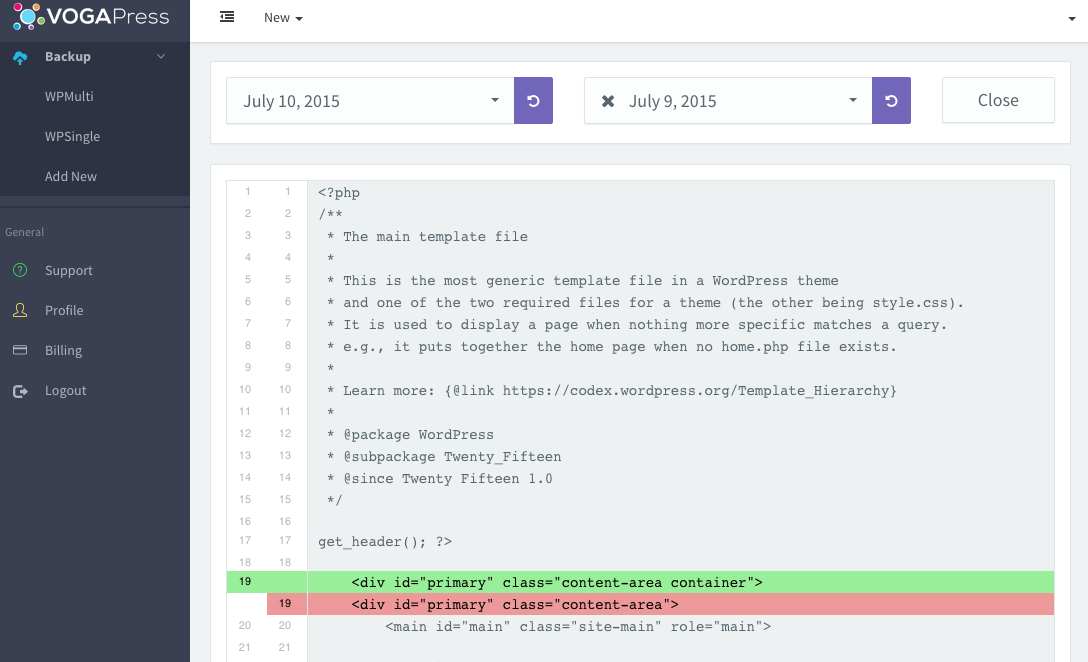 VOGAPress
New
Backup
WPMulti
WPSingle
Add New
General
Support
Profile
Billing
Logout
July 10, 2015
July 9, 2015
Close
1 1 <?php
2 2 /**
3 3  * The main template file
4 4  *
5 5  * This is the most generic template file in a WordPress theme
6 6  * and one of the two required files for a theme (the other being style.css).
7 7  * It is used to display a page when nothing more specific matches a query.
8 8  * e.g., it puts together the home page when no home.php file exists.
9 9  *
10 10  * Learn more: {@link https://codex.wordpress.org/Template_Hierarchy}
11 11  *
12 12  * @package WordPress
13 13  * @subpackage Twenty_Fifteen
14 14  * @since Twenty Fifteen 1.0
15 15  */
16 16
17 17 get_header(); ?>
18 18
19 <div id="primary" class="content-area container">
19 <div id="primary" class="content-area">
20 20 <main id="main" class="site-main" role="main">
21 21